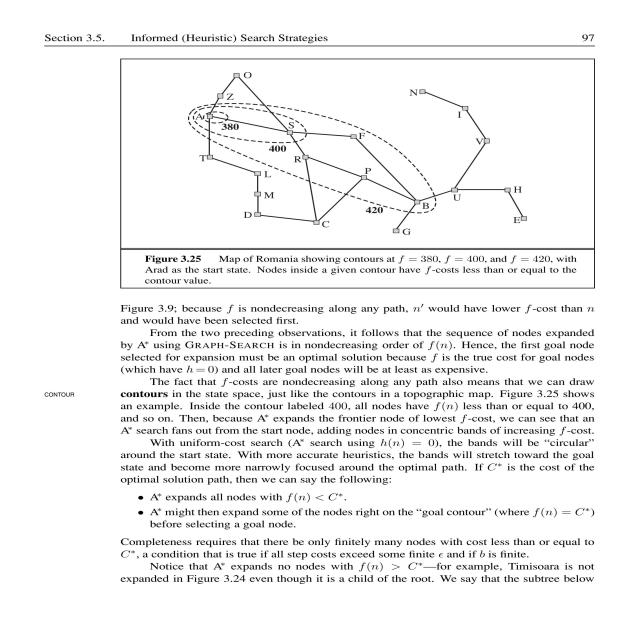 Section 3.5. Informed (Heuristic) Search Strategies 97
O
Z
N
A
I
380
S
F
V
400
R
T
P
L
H
M
U
B
420
D
E
C
G
Figure 3.25 Map of Romania showing contours at f = 380, f = 400, and f = 420, with
Arad as the start state. Nodes inside a given contour have f-costs less than or equal to the
contour value.
Figure 3.9; because f is nondecreasing along any path, n′ would have lower f-cost than n
and would have been selected first.
From the two preceding observations, it follows that the sequence of nodes expanded
by A* using GRAPH-SEARCH is in nondecreasing order of f(n). Hence, the first goal node
selected for expansion must be an optimal solution because f is the true cost for goal nodes
(which have h = 0) and all later goal nodes will be at least as expensive.
The fact that f-costs are nondecreasing along any path also means that we can draw
CONTOUR
contours in the state space, just like the contours in a topographic map. Figure 3.25 shows
an example. Inside the contour labeled 400, all nodes have f(n) less than or equal to 400,
and so on. Then, because A* expands the frontier node of lowest f-cost, we can see that an
A* search fans out from the start node, adding nodes in concentric bands of increasing f-cost.
With uniform-cost search (A* search using h(n) = 0), the bands will be “circular”
around the start state. With more accurate heuristics, the bands will stretch toward the goal
state and become more narrowly focused around the optimal path. If C* is the cost of the
optimal solution path, then we can say the following:
• A* expands all nodes with f(n) < C*.
• A* might then expand some of the nodes right on the “goal contour” (where f(n) = C*)
before selecting a goal node.
Completeness requires that there be only finitely many nodes with cost less than or equal to
C*, a condition that is true if all step costs exceed some finite ϵ and if b is finite.
Notice that A* expands no nodes with f(n) > C*—for example, Timisoara is not
expanded in Figure 3.24 even though it is a child of the root. We say that the subtree below